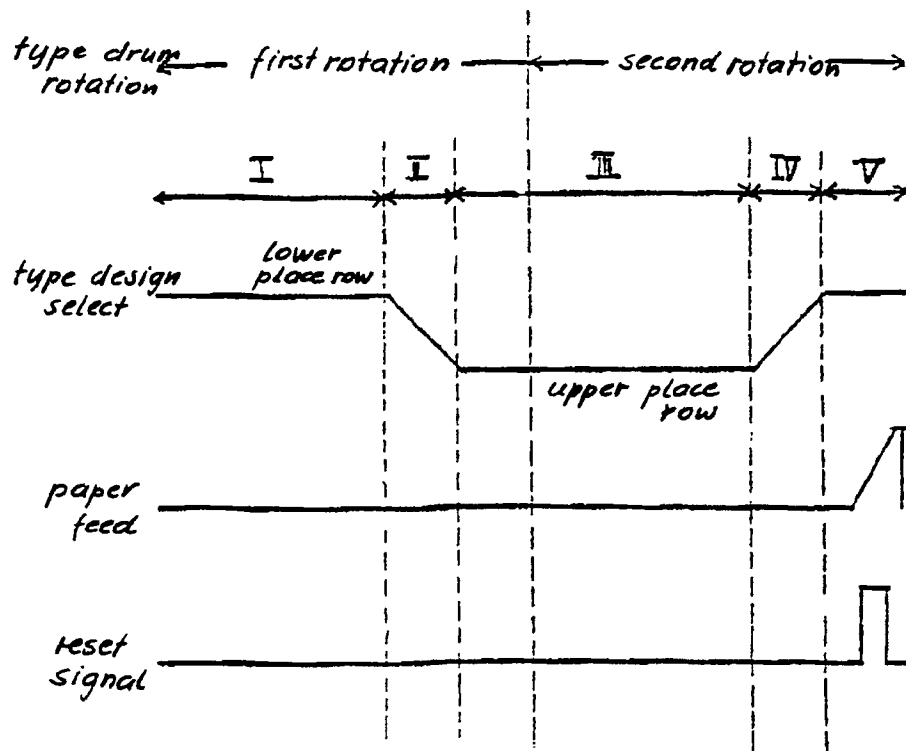 type drum
rotation
first rotation
second rotation
I
II
III
IV
V
type design
select
lower
place row
upper place
row
paper
feed
reset
signal